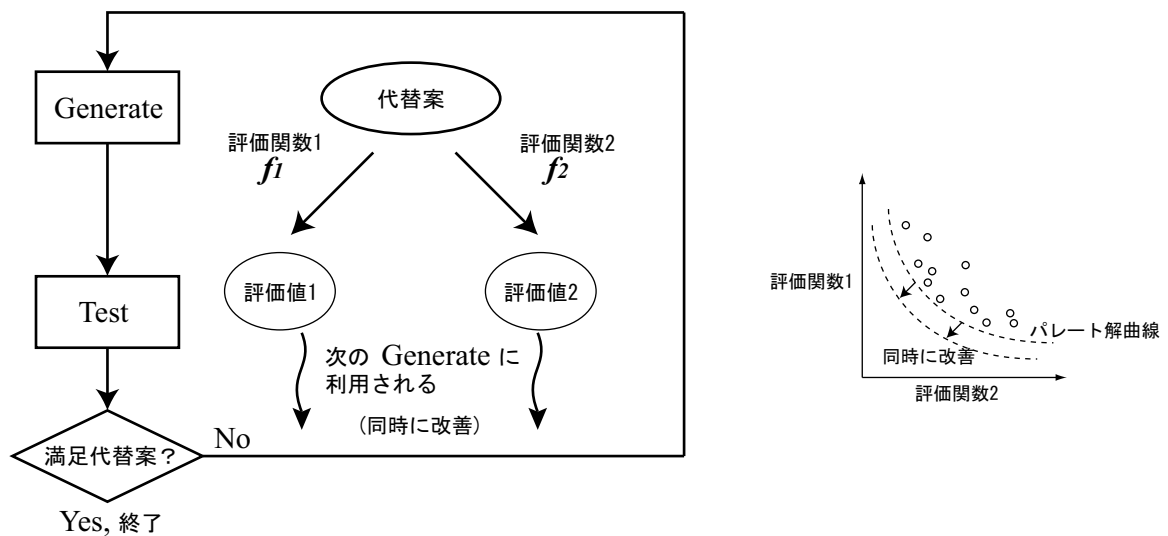 Generate
Test
満足代替案？
No
Yes, 終了
代替案
評価関数1
f1
評価関数2
f2
評価値1
評価値2
次の Generate に
利用される
(同時に改善)
評価関数1
パレート解曲線
同時に改善
評価関数2